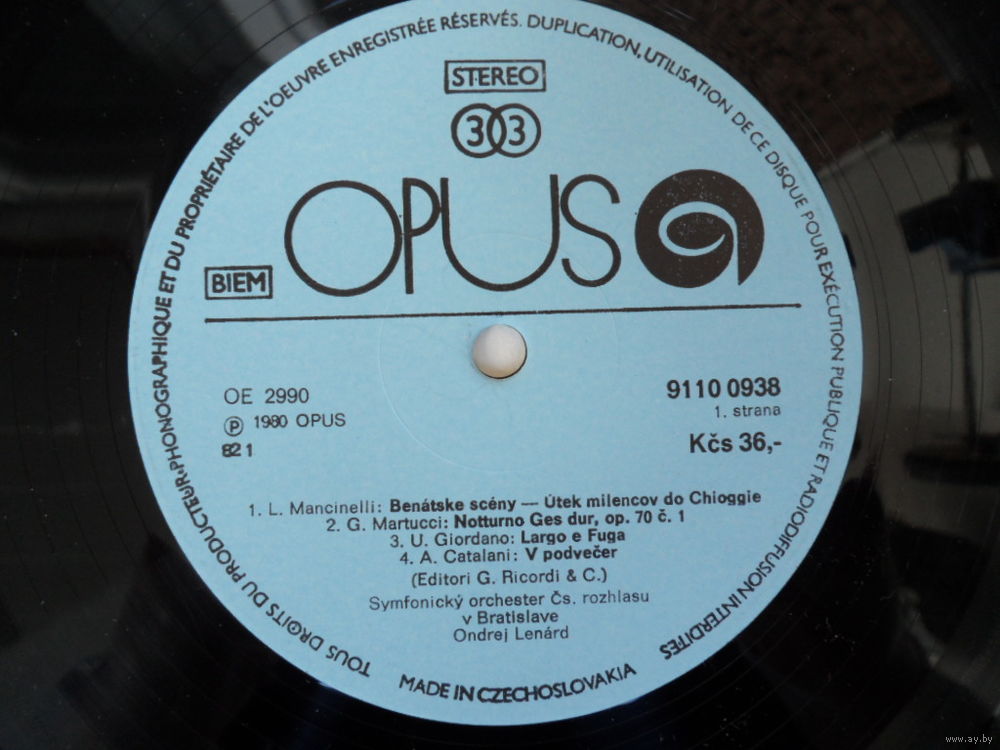 TOUS DROITS DU PRODUCTEUR-PHONOGRAPHIQUE ET DU PROPRIÉTAIRE DE L'OEUVRE ENREGISTRÉE RÉSERVÉS. DUPLICATION, UTILISATION DE CE DISQUE POUR EXÉCUTION PUBLIQUE ET RADIODIFFUSION INTERDITES
STEREO
33
OPUS
BIEM
OE 2990
℗ 1980 OPUS
82 1
9110 0938
1. strana
Kčs 36,-
1. L. Mancinelli: Benátske scény — Útek milencov do Chioggie
2. G. Martucci: Notturno Ges dur, op. 70 č. 1
3. U. Giordano: Largo e Fuga
4. A. Catalani: V podvečer
(Editori G. Ricordi & C.)
Symfonický orchester Čs. rozhlasu
v Bratislave
Ondrej Lenárd
MADE IN CZECHOSLOVAKIA
www.ay.by